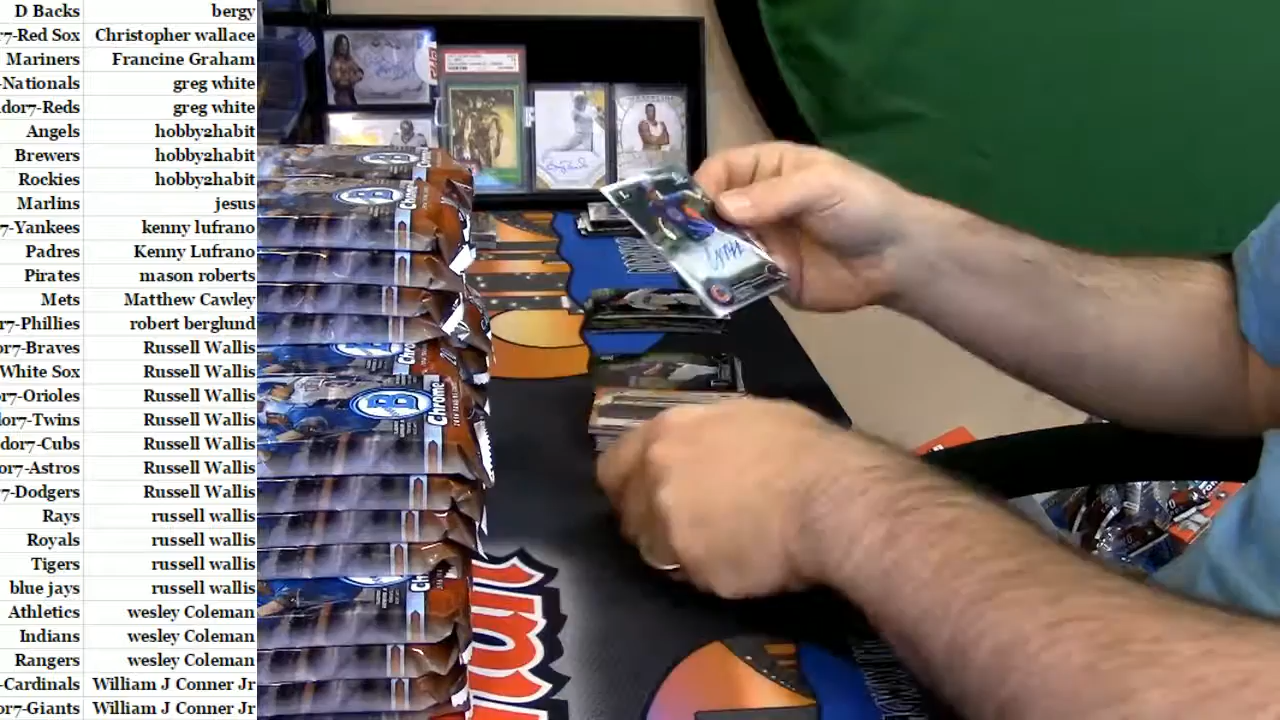 D Backs bergy
r7-Red Sox Christopher wallace
Mariners Francine Graham
-Nationals greg white
dor7-Reds greg white
Angels hobby2habit
Brewers hobby2habit
Rockies hobby2habit
Marlins jesus
7-Yankees kenny lufrano
Padres Kenny Lufrano
Pirates mason roberts
Mets Matthew Cawley
r7-Phillies robert berglund
or7-Braves Russell Wallis
White Sox Russell Wallis
r7-Orioles Russell Wallis
dor7-Twins Russell Wallis
dor7-Cubs Russell Wallis
or7-Astros Russell Wallis
7-Dodgers Russell Wallis
Rays russell wallis
Royals russell wallis
Tigers russell wallis
blue jays russell wallis
Athletics wesley Coleman
Indians wesley Coleman
Rangers wesley Coleman
-Cardinals William J Conner Jr
or7-Giants William J Conner Jr
B
Chrome